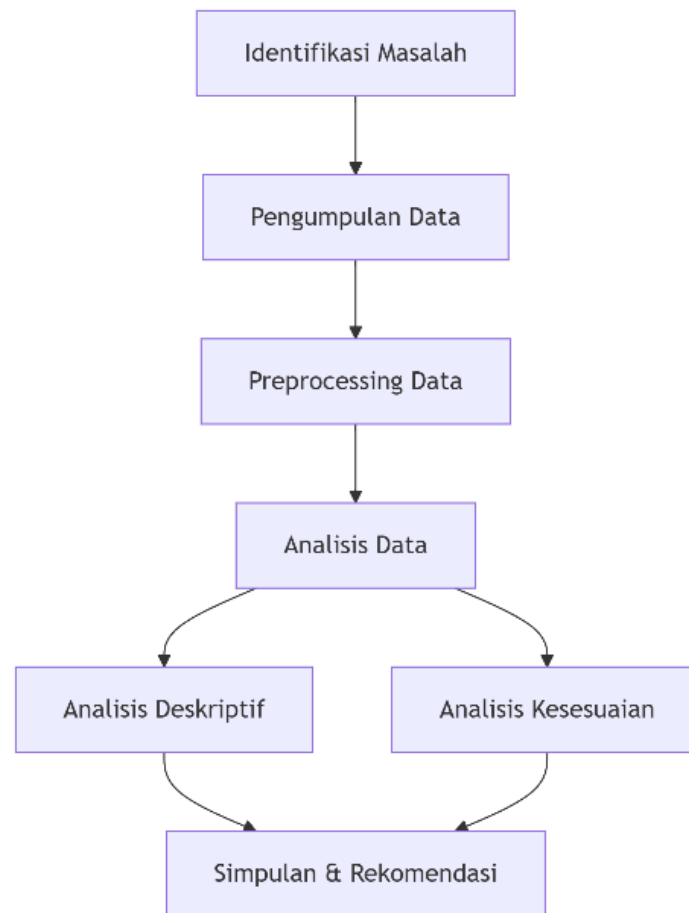 Identifikasi Masalah
Pengumpulan Data
Preprocessing Data
Analisis Data
Analisis Deskriptif
Analisis Kesesuaian
Simpulan & Rekomendasi